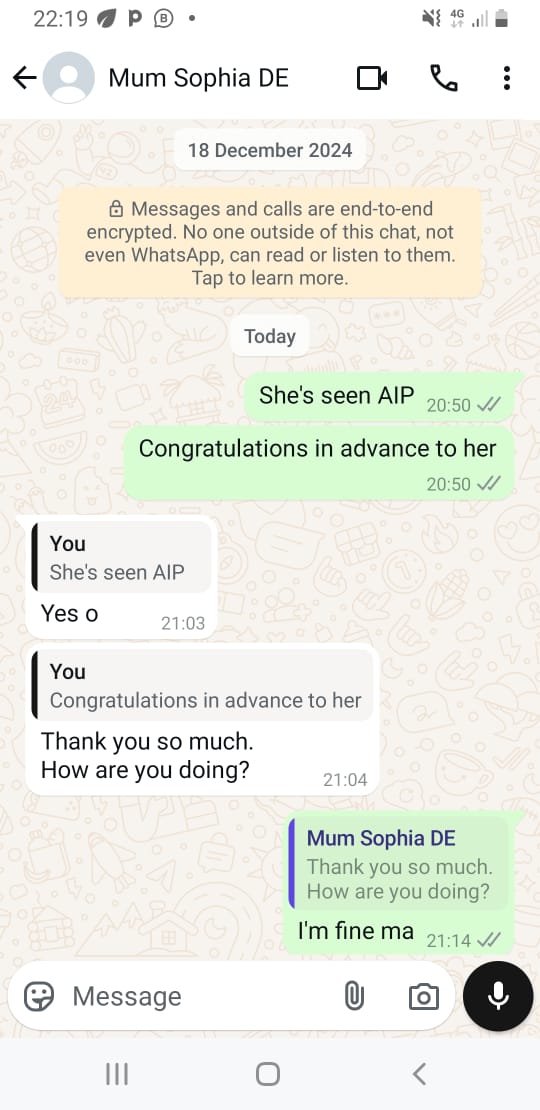 22:19
4G
Mum Sophia DE
18 December 2024
Messages and calls are end-to-end
encrypted. No one outside of this chat, not
even WhatsApp, can read or listen to them.
Tap to learn more.
Today
She's seen AIP 20:50
Congratulations in advance to her
20:50
You
She's seen AIP
Yes o 21:03
You
Congratulations in advance to her
Thank you so much.
How are you doing? 21:04
Mum Sophia DE
Thank you so much.
How are you doing?
I'm fine ma 21:14
Message